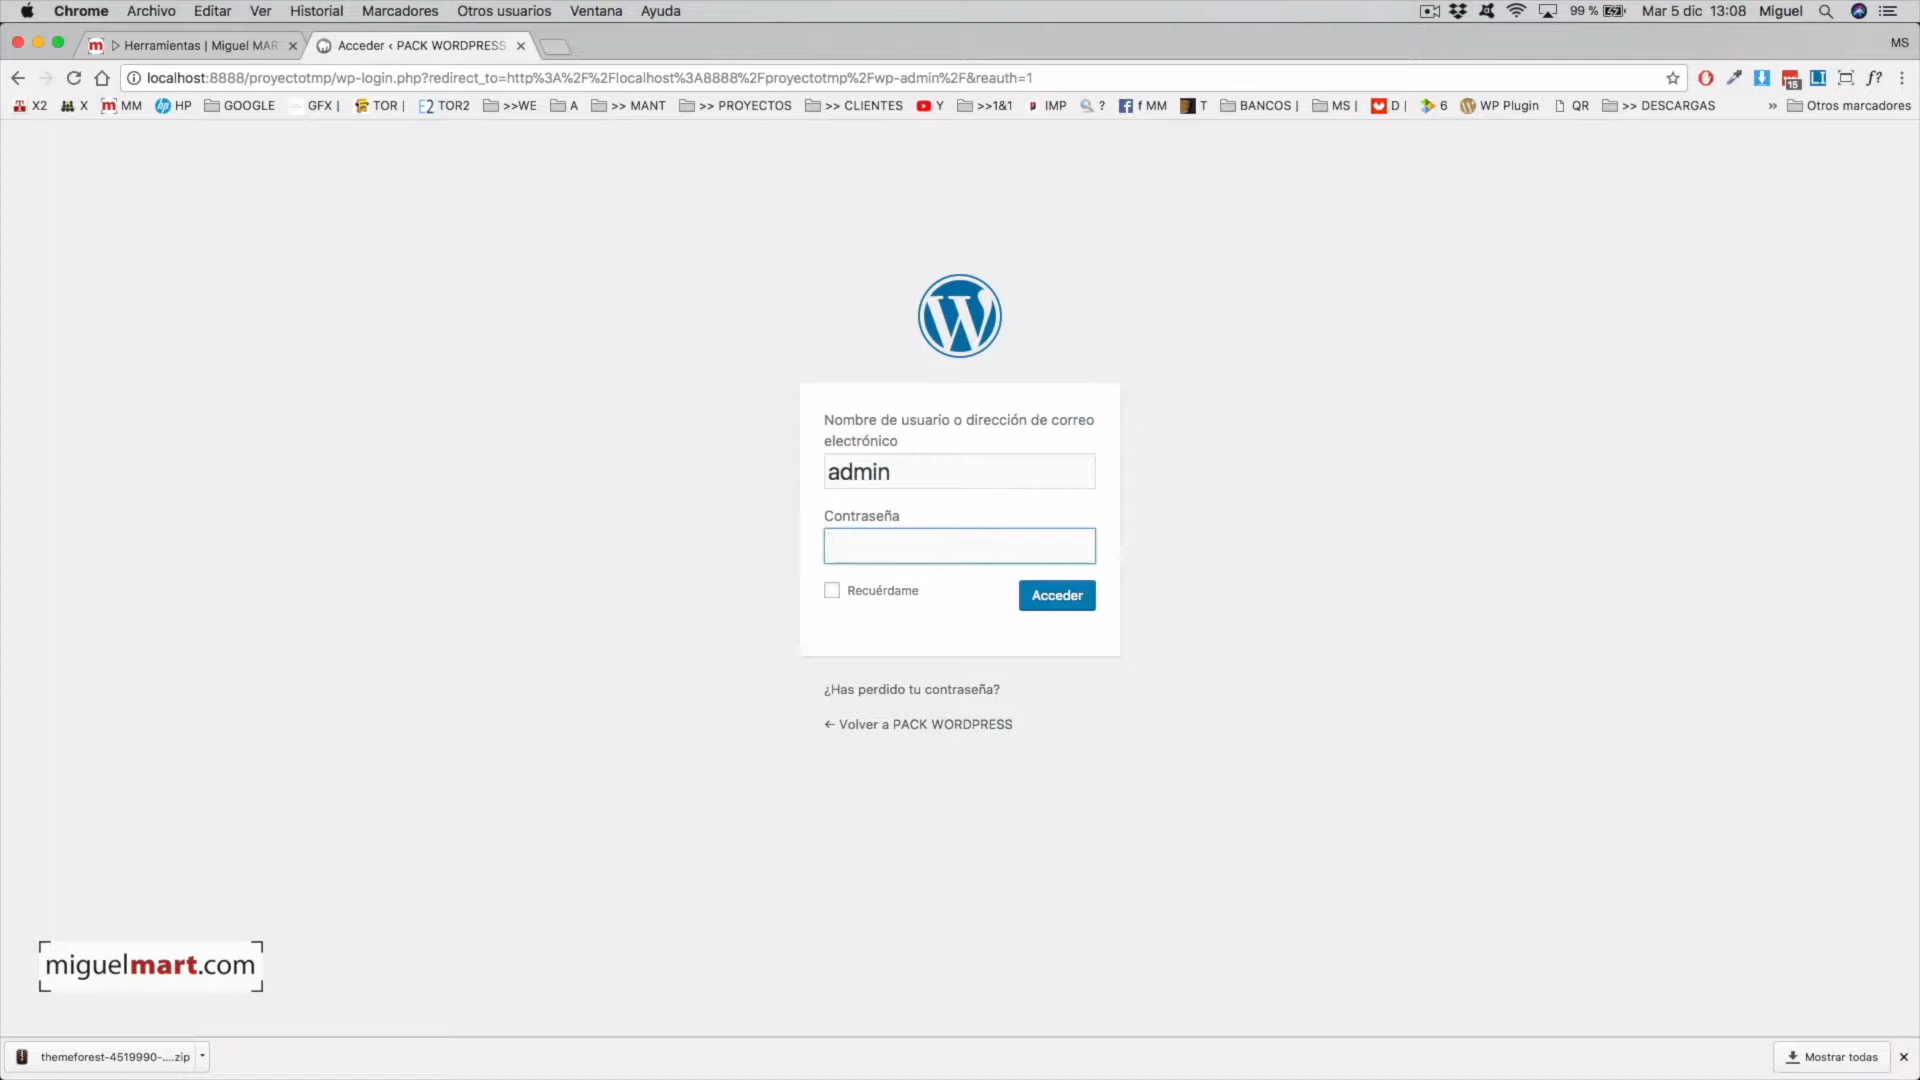 Chrome Archivo Editar Ver Historial Marcadores Otros usuarios Ventana Ayuda 99 % Mar 5 dic 13:08 Miguel
m Herramientas | Miguel MAR Acceder ‹ PACK WORDPRESS MS
localhost:8888/proyectotmp/wp-login.php?redirect_to=http%3A%2F%2Flocalhost%3A8888%2Fproyectotmp%2Fwp-admin%2F&reauth=1 15 f?
X2 X m MM hp HP GOOGLE GFX | TOR | E2 TOR2 >>WE A >> MANT >> PROYECTOS >> CLIENTES Y >>1&1 IMP ? f MM T BANCOS | MS | D | 6 WP Plugin QR >> DESCARGAS » Otros marcadores
W
Nombre de usuario o dirección de correo
electrónico
admin
Contraseña
Recuérdame Acceder
¿Has perdido tu contraseña?
← Volver a PACK WORDPRESS
miguelmart.com
themeforest-4519990-....zip Mostrar todas